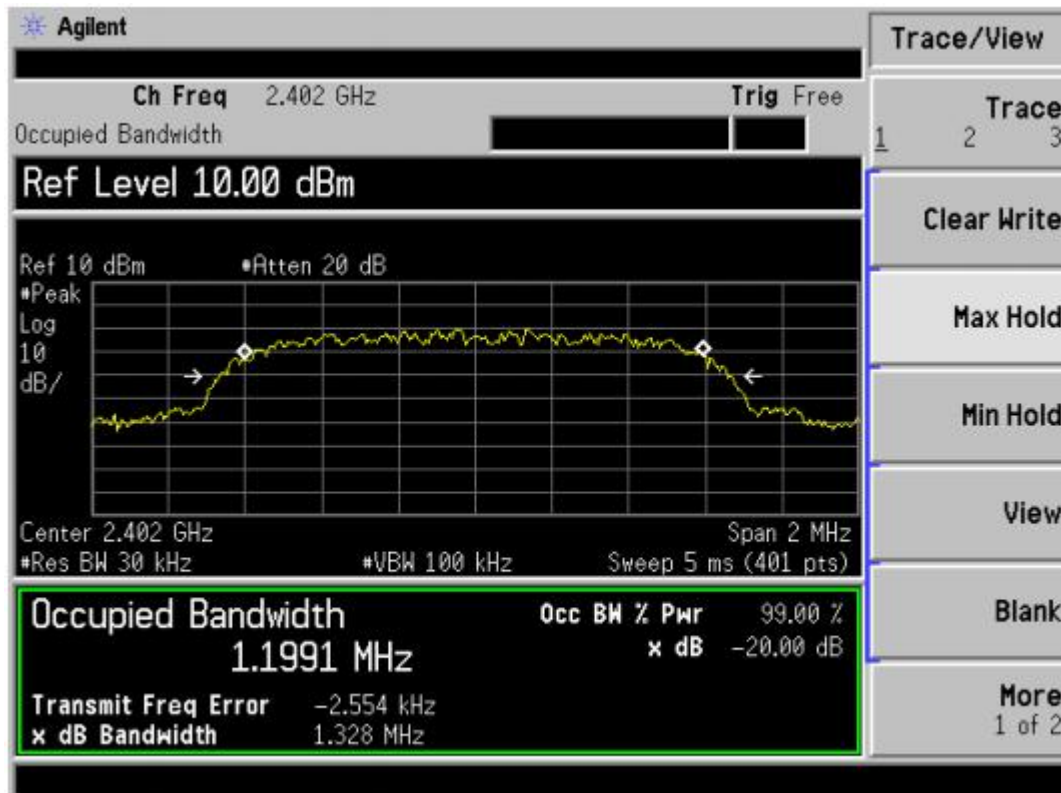 Agilent
Trace/View
Ch Freq 2.402 GHz Trig Free
Occupied Bandwidth
Trace
1 2 3
Ref Level 10.00 dBm
Clear Write
Ref 10 dBm •Atten 20 dB
•Peak
Log
10
dB/
Max Hold
Min Hold
View
Center 2.402 GHz Span 2 MHz
•Res BW 30 kHz •VBW 100 kHz Sweep 5 ms (401 pts)
Occupied Bandwidth Occ BW % Pwr 99.00 %
1.1991 MHz x dB -20.00 dB
Blank
Transmit Freq Error -2.554 kHz
x dB Bandwidth 1.328 MHz
More
1 of 2